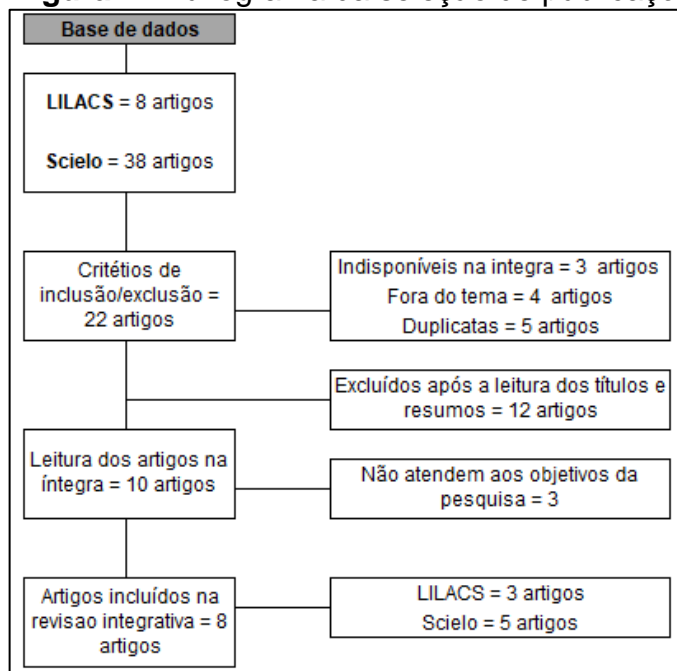 Base de dados
LILACS = 8 artigos
Scielo = 38 artigos
Critétios de
inclusão/exclusão =
22 artigos
Indisponíveis na integra = 3 artigos
Fora do tema = 4 artigos
Duplicatas = 5 artigos
Excluídos após a leitura dos títulos e
resumos = 12 artigos
Leitura dos artigos na
íntegra = 10 artigos
Não atendem aos objetivos da
pesquisa = 3
Artigos incluídos na
revisao integrativa = 8
artigos
LILACS = 3 artigos
Scielo = 5 artigos